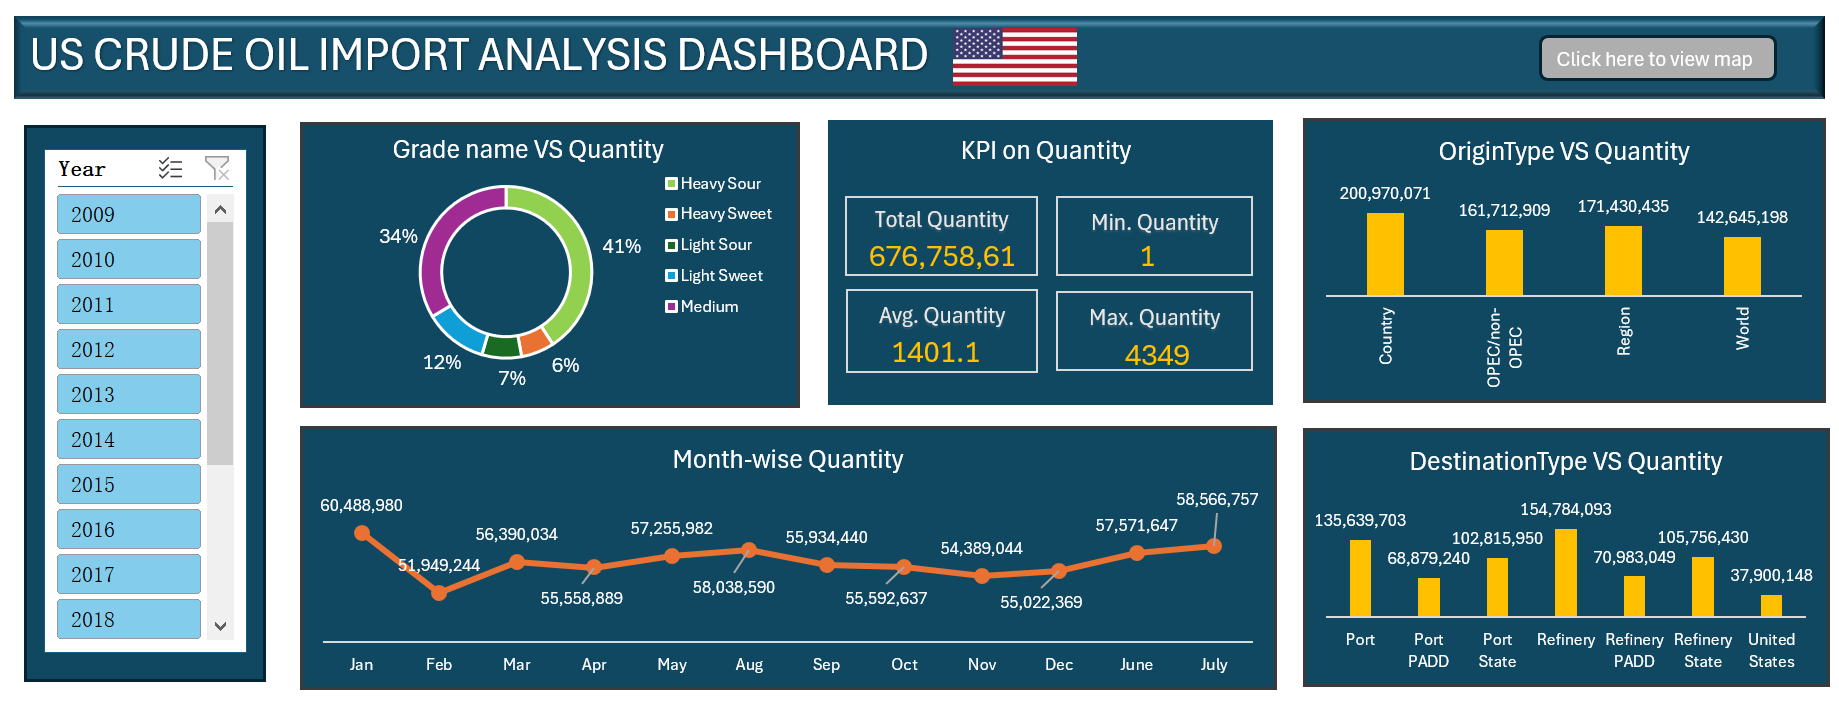 US CRUDE OIL IMPORT ANALYSIS DASHBOARD
Click here to view map
Year
2009
2010
2011
2012
2013
2014
2015
2016
2017
2018
Grade name VS Quantity
Heavy Sour
Heavy Sweet
Light Sour
Light Sweet
Medium
34%
41%
12%
7%
6%
KPI on Quantity
Total Quantity
676,758,61
Min. Quantity
1
Avg. Quantity
1401.1
Max. Quantity
4349
OriginType VS Quantity
200,970,071
161,712,909
171,430,435
142,645,198
Country
OPEC/non-
OPEC
Region
World
Month-wise Quantity
60,488,980
51,949,244
56,390,034
55,558,889
57,255,982
58,038,590
55,934,440
55,592,637
54,389,044
55,022,369
57,571,647
58,566,757
Jan
Feb
Mar
Apr
May
Aug
Sep
Oct
Nov
Dec
June
July
DestinationType VS Quantity
135,639,703
68,879,240
102,815,950
154,784,093
70,983,049
105,756,430
37,900,148
Port
Port
PADD
Port
State
Refinery
Refinery
PADD
Refinery
State
United
States